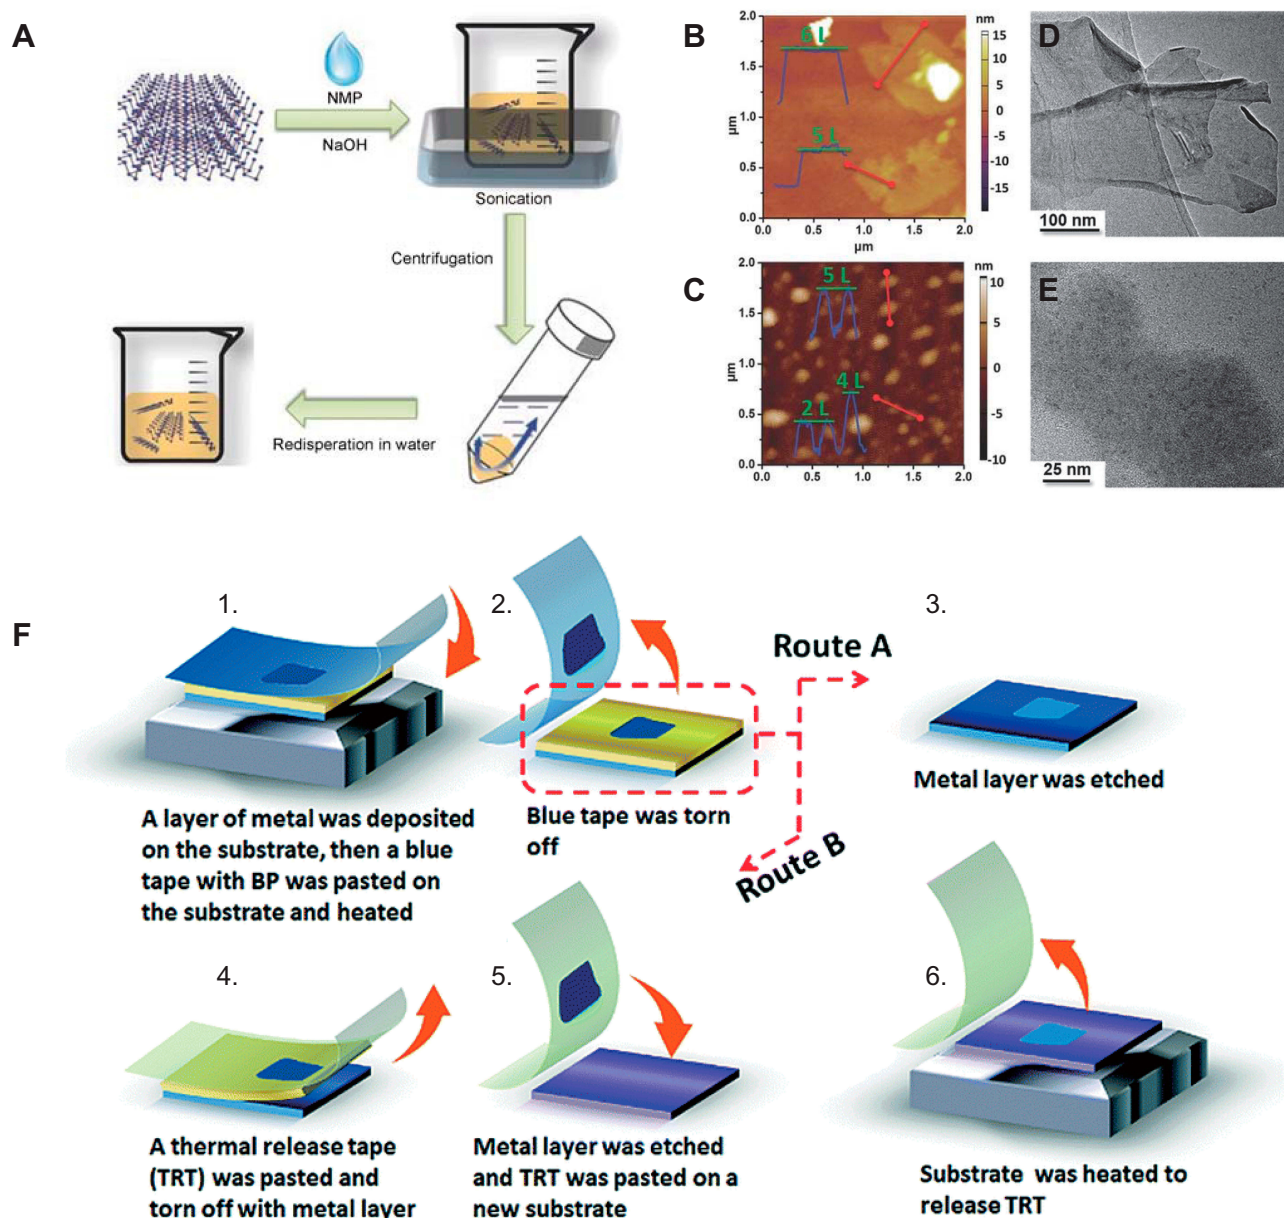 A
NMP
NaOH
Sonication
Centrifugation
Redisperation in water
B
2.0
1.5
1.0
0.5
0.0
μm
0.0
0.5
1.0
1.5
2.0
μm
6 L
5 L
nm
15
10
5
0
-5
-10
-15
D
100 nm
C
2.0
1.5
1.0
0.5
0.0
μm
0.0
0.5
1.0
1.5
2.0
μm
5 L
2 L
4 L
nm
10
5
0
-5
-10
E
25 nm
F
1.
A layer of metal was deposited
on the substrate, then a blue
tape with BP was pasted on
the substrate and heated
2.
Blue tape was torn
off
Route A
Route B
3.
Metal layer was etched
4.
A thermal release tape
(TRT) was pasted and
torn off with metal layer
5.
Metal layer was etched
and TRT was pasted on a
new substrate
6.
Substrate was heated to
release TRT